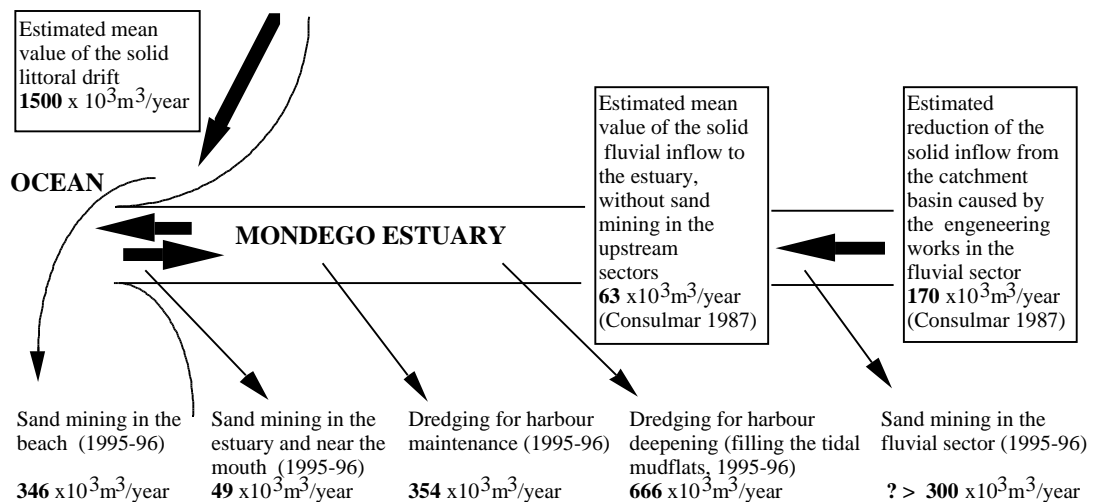 Estimated mean
value of the solid
littoral drift
1500 x 10³m³/year
OCEAN
MONDEGO ESTUARY
Estimated mean
value of the solid
fluvial inflow to
the estuary,
without sand
mining in the
upstream
sectors
63 x10³m³/year
(Consulmar 1987)
Estimated
reduction of the
solid inflow from
the catchment
basin caused by
the engeneering
works in the
fluvial sector
170 x10³m³/year
(Consulmar 1987)
Sand mining in the
beach (1995-96)
346 x10³m³/year
Sand mining in the
estuary and near the
mouth (1995-96)
49 x10³m³/year
Dredging for harbour
maintenance (1995-96)
354 x10³m³/year
Dredging for harbour
deepening (filling the tidal
mudflats, 1995-96)
666 x10³m³/year
Sand mining in the
fluvial sector (1995-96)
? > 300 x10³m³/year